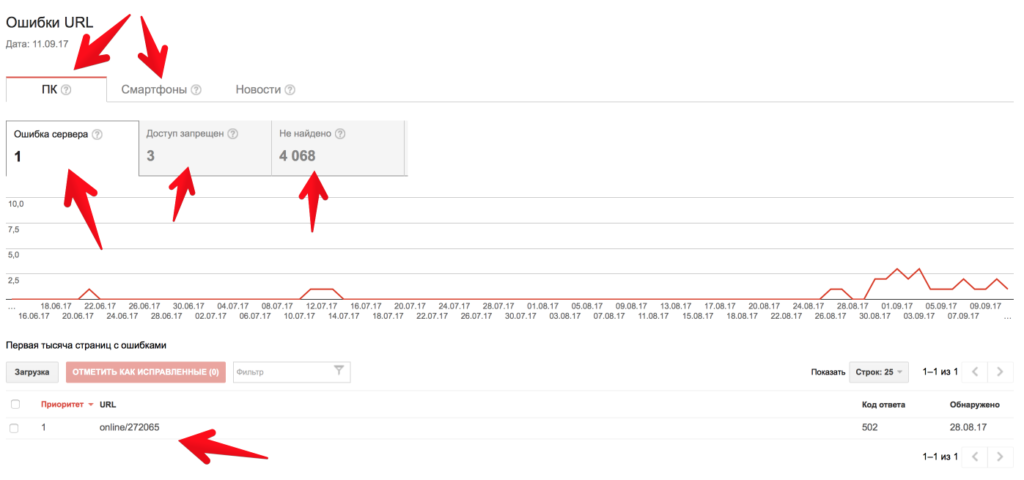 Ошибки URL
Дата: 11.09.17
ПК ? Смартфоны ? Новости ?
Ошибка сервера ? Доступ запрещен ? Не найдено ?
1 3 4 068
10,0
7,5
5,0
2,5
... 18.06.17 22.06.17 26.06.17 30.06.17 04.07.17 08.07.17 12.07.17 16.07.17 20.07.17 24.07.17 28.07.17 01.08.17 05.08.17 09.08.17 13.08.17 17.08.17 20.08.17 24.08.17 28.08.17 01.09.17 05.09.17 09.09.17
16.06.17 20.06.17 24.06.17 28.06.17 02.07.17 06.07.17 10.07.17 14.07.17 18.07.17 22.07.17 26.07.17 30.07.17 03.08.17 07.08.17 11.08.17 15.08.17 18.08.17 22.08.17 26.08.17 30.08.17 03.09.17 07.09.17 ...
Первая тысяча страниц с ошибками
Загрузка ОТМЕТИТЬ КАК ИСПРАВЛЕННЫЕ (0) Фильтр Показать Строк: 25 1–1 из 1
Приоритет URL Код ответа Обнаружено
1 online/272065 502 28.08.17
1–1 из 1